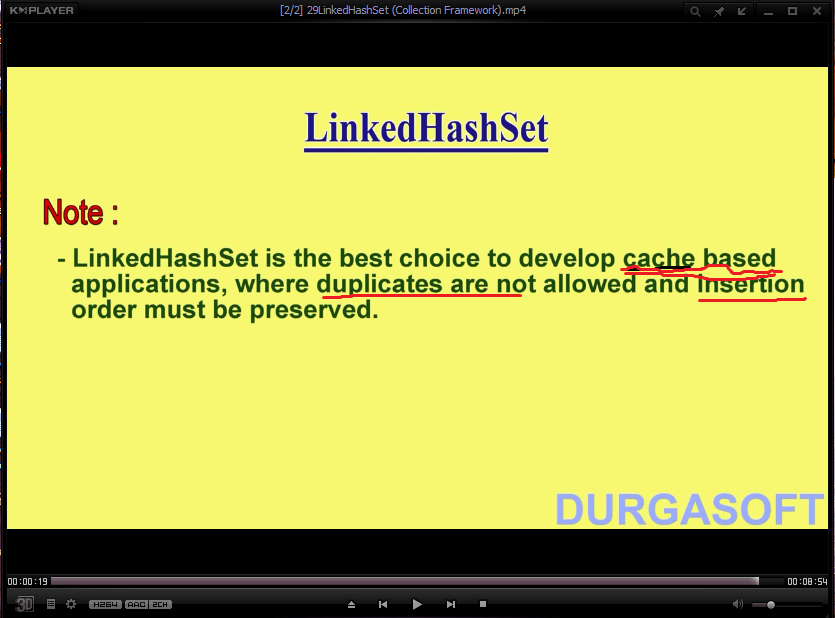 KMPLAYER
[2/2] 29LinkedHashSet (Collection Framework).mp4
LinkedHashSet
Note :
- LinkedHashSet is the best choice to develop cache based
applications, where duplicates are not allowed and insertion
order must be preserved.
DURGASOFT
00:00:19
00:08:54
3D
H264 AAC 2CH